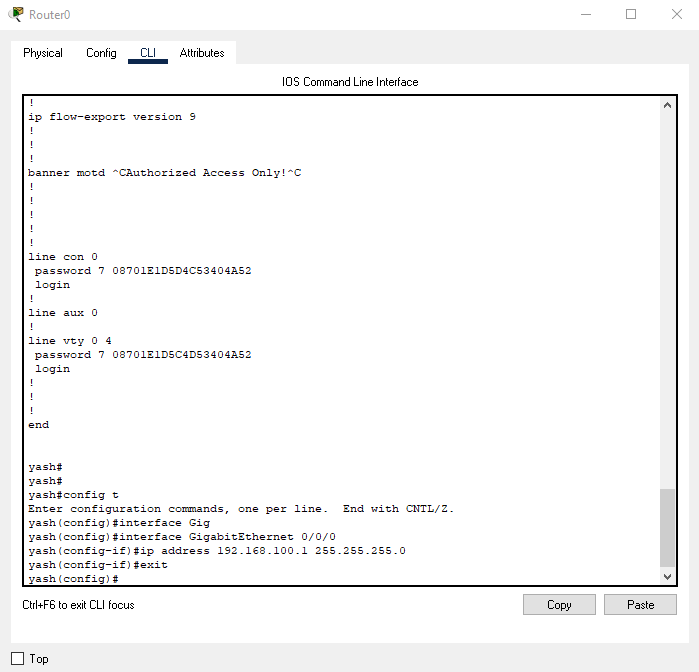 Router0
Physical Config CLI Attributes
IOS Command Line Interface
!
ip flow-export version 9
!
!
!
banner motd ^CAuthorized Access Only!^C
!
!
!
!
!
line con 0
password 7 08701E1D5D4C53404A52
login
!
line aux 0
!
line vty 0 4
password 7 08701E1D5C4D53404A52
login
!
!
!
end
yash#
yash#
yash#config t
Enter configuration commands, one per line. End with CNTL/Z.
yash(config)#interface Gig
yash(config)#interface GigabitEthernet 0/0/0
yash(config-if)#ip address 192.168.100.1 255.255.255.0
yash(config-if)#exit
yash(config)#
Ctrl+F6 to exit CLI focus
Copy Paste
Top